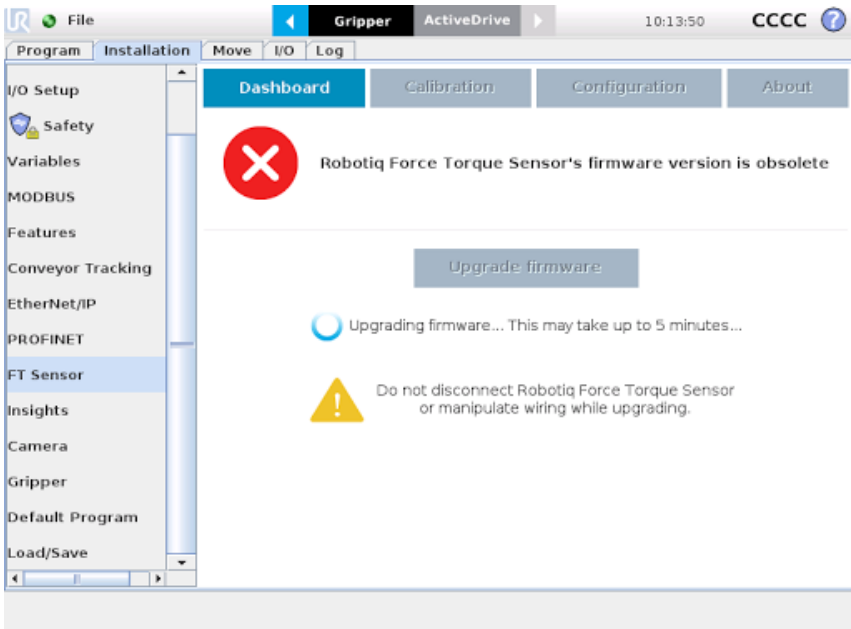 UR File Gripper ActiveDrive 10:13:50 CCCC ?
Program Installation Move I/O Log
I/O Setup
Safety
Variables
MODBUS
Features
Conveyor Tracking
EtherNet/IP
PROFINET
FT Sensor
Insights
Camera
Gripper
Default Program
Load/Save
Dashboard Calibration Configuration About
Robotiq Force Torque Sensor's firmware version is obsolete
Upgrade firmware
Upgrading firmware... This may take up to 5 minutes...
Do not disconnect Robotiq Force Torque Sensor
or manipulate wiring while upgrading.